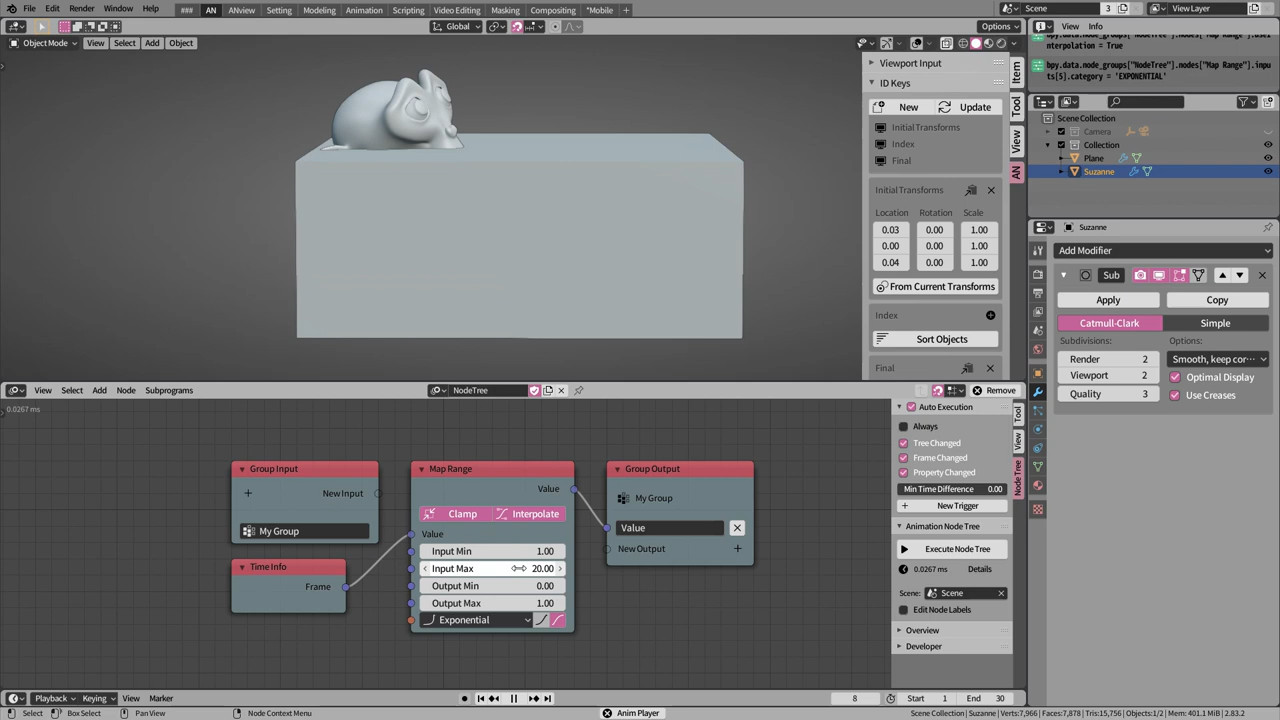 File Edit Render Window Help ### AN ANview Setting Modeling Animation Scripting Video Editing Masking Compositing *Mobile + Scene 3 View Layer
Global Options View Info
Object Mode View Select Add Object
bpy.data.node_groups["NodeTree"].nodes["Map Range"].useI
nterpolation = True
bpy.data.node_groups["NodeTree"].nodes["Map Range"].inpu
ts[5].category = 'EXPONENTIAL'
Viewport Input
ID Keys
New Update
Initial Transforms
Index
Final
Initial Transforms
Location Rotation Scale
0.03 0.00 1.00
0.00 0.00 1.00
0.04 0.00 1.00
From Current Transforms
Index
Sort Objects
Final
Item
Tool
View
AN
Scene Collection
Camera
Collection
Plane
Suzanne
Suzanne
Add Modifier
Sub
Apply Copy
Catmull-Clark Simple
Subdivisions: Options:
Render 2 Smooth, keep cor···
Viewport 2 Optimal Display
Quality 3 Use Creases
View Select Add Node Subprograms NodeTree Remove
0.0267 ms
Group Input
New Input
My Group
Time Info
Frame
Map Range
Value
Clamp Interpolate
Value
Input Min 1.00
Input Max 20.00
Output Min 0.00
Output Max 1.00
Exponential
Group Output
My Group
Value
New Output
Auto Execution
Always
Tree Changed
Frame Changed
Property Changed
Min Time Difference 0.00
New Trigger
Animation Node Tree
Execute Node Tree
0.0267 ms Details
Scene: Scene
Edit Node Labels
Overview
Developer
Tool
View
Node Tree
Playback Keying View Marker 8 Start 1 End 30
Select Box Select Pan View Node Context Menu Anim Player Scene Collection | Suzanne | Verts:7,966 | Faces:7,878 | Tris:15,756 | Objects:1/2 | Mem: 401.1 MiB | 2.83.2